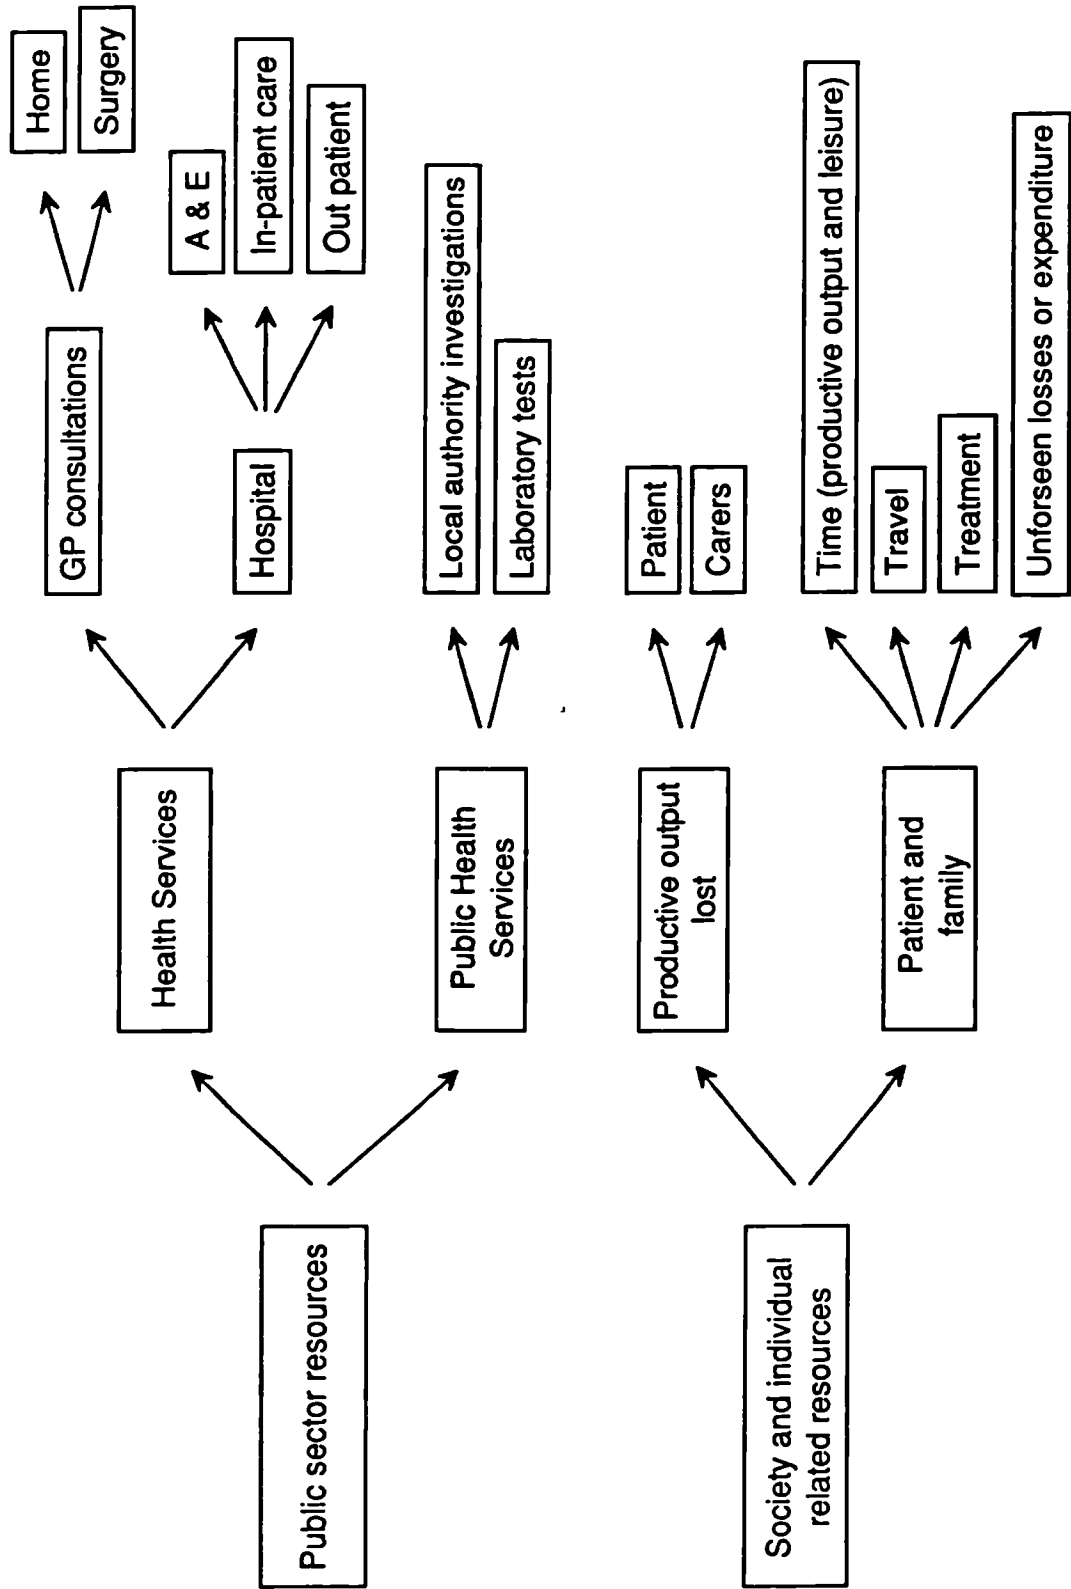 Public sector resources
Health Services
GP consultations
Home
Surgery
Hospital
A & E
In-patient care
Out patient
Public Health
Services
Local authority investigations
Laboratory tests
Society and individual
related resources
Productive output
lost
Patient
Carers
Patient and
family
Time (productive output and leisure)
Travel
Treatment
Unforseen losses or expenditure